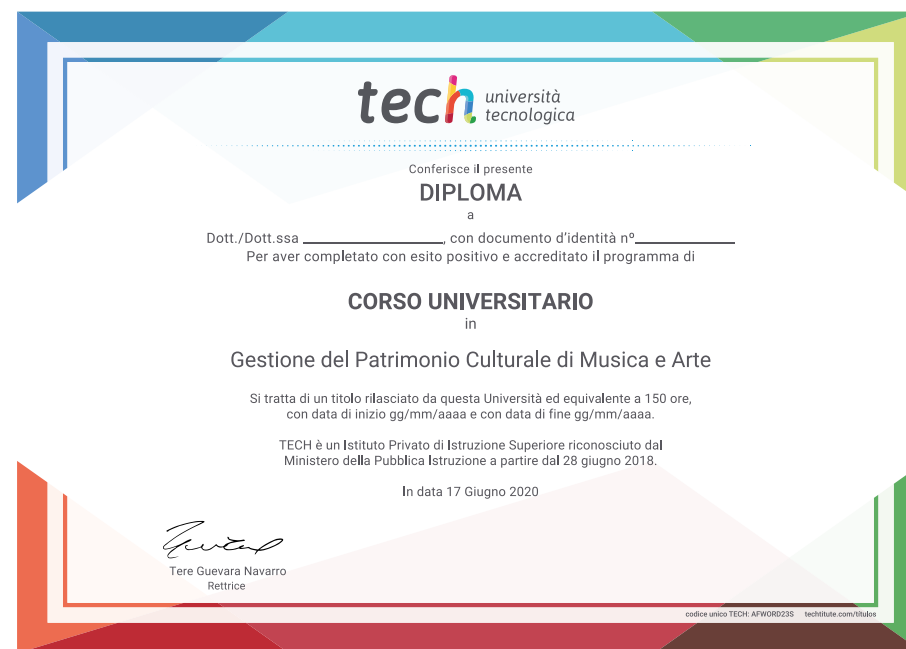 tech università
tecnologica
Conferisce il presente
DIPLOMA
a
Dott./Dott.ssa ____________________, con documento d'identità nº______________
Per aver completato con esito positivo e accreditato il programma di
CORSO UNIVERSITARIO
in
Gestione del Patrimonio Culturale di Musica e Arte
Si tratta di un titolo rilasciato da questa Università ed equivalente a 150 ore,
con data di inizio gg/mm/aaaa e con data di fine gg/mm/aaaa.
TECH è un Istituto Privato di Istruzione Superiore riconosciuto dal
Ministero della Pubblica Istruzione a partire dal 28 giugno 2018.
In data 17 Giugno 2020
Tere Guevara Navarro
Rettrice
codice unico TECH: AFWORD23S techtitute.com/titulos